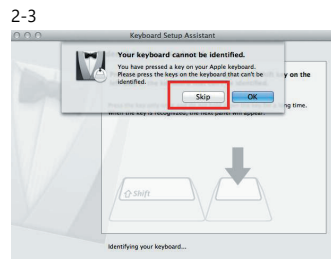 2-3
Keyboard Setup Assistant
Your keyboard cannot be identified.
You have pressed a key on your Apple keyboard.
Please press the keys on the keyboard that can't be
identified.
y on the
Skip
OK
ng time.
When the key is recognized, the next panel will appear.
⇧ Shift
Identifying your keyboard...